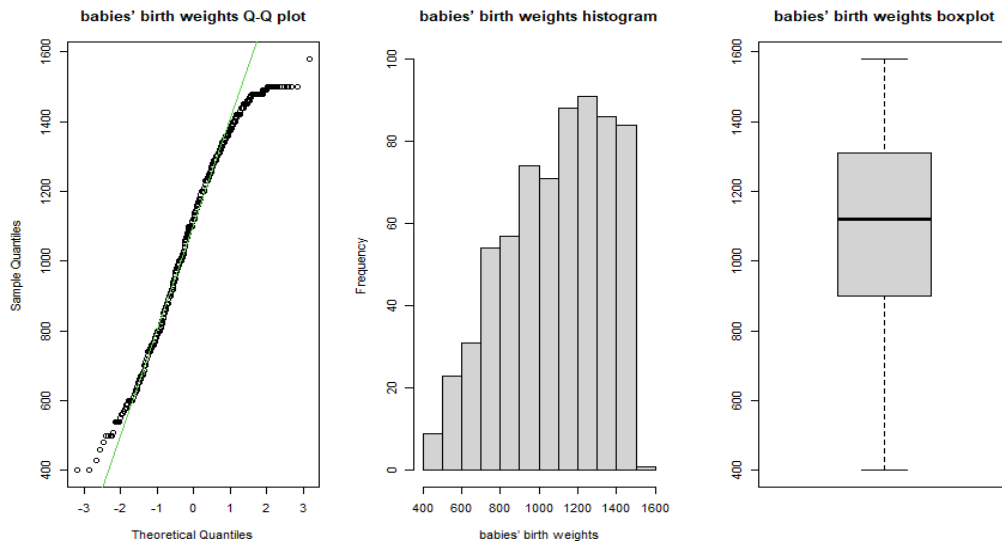 babies' birth weights Q-Q plot
Sample Quantiles
1600
1400
1200
1000
800
600
400
-3 -2 -1 0 1 2 3
Theoretical Quantiles
babies' birth weights histogram
Frequency
100
80
60
40
20
0
400 600 800 1000 1200 1400 1600
babies' birth weights
babies' birth weights boxplot
1600
1400
1200
1000
800
600
400